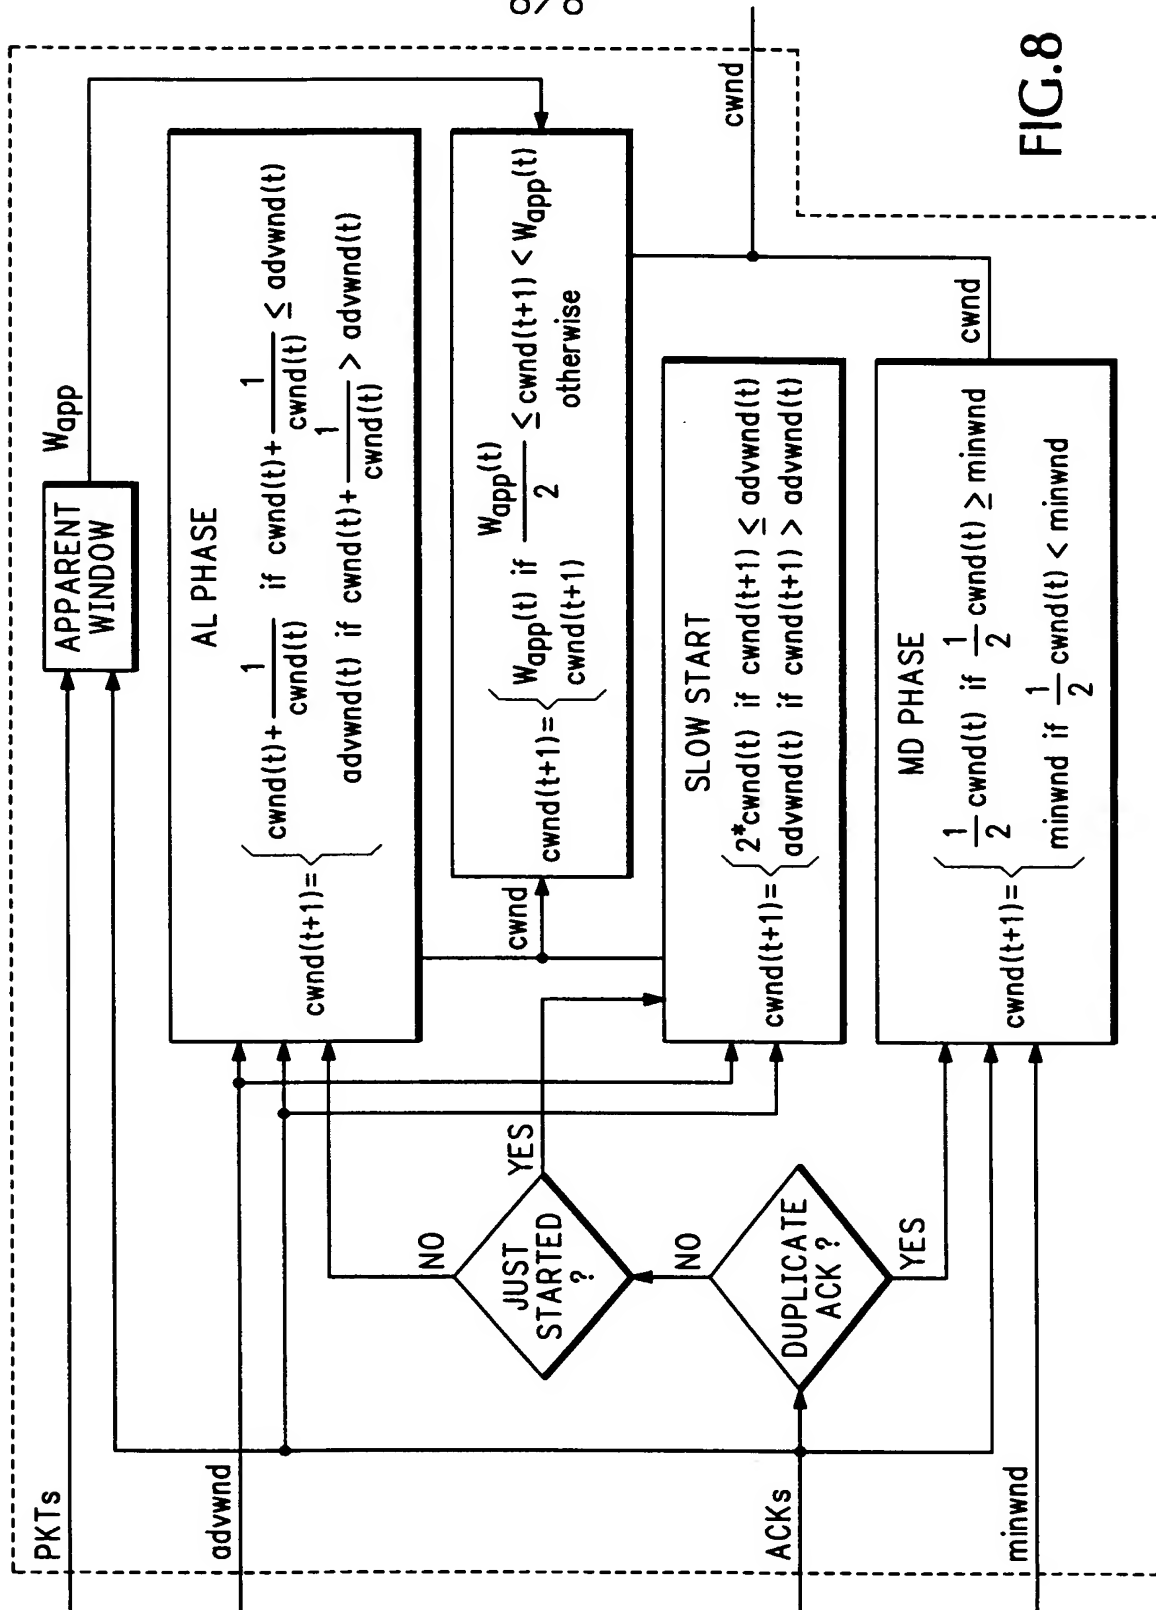 8/8
FIG.8
PKTs
advwnd
ACKs
minwnd
APPARENT
WINDOW
Wapp
AL PHASE
cwnd(t+1)=
cwnd(t)+ 1/cwnd(t) if cwnd(t)+ 1/cwnd(t) ≤ advwnd(t)
advwnd(t) if cwnd(t)+ 1/cwnd(t) > advwnd(t)
cwnd
cwnd(t+1)=
Wapp(t) if Wapp(t)/2 ≤ cwnd(t+1) < Wapp(t)
cwnd(t+1) otherwise
cwnd
JUST
STARTED
?
NO
YES
SLOW START
cwnd(t+1)=
2*cwnd(t) if cwnd(t+1) ≤ advwnd(t)
advwnd(t) if cwnd(t+1) > advwnd(t)
DUPLICATE
ACK ?
NO
YES
MD PHASE
cwnd(t+1)=
1/2 cwnd(t) if 1/2 cwnd(t) ≥ minwnd
minwnd if 1/2 cwnd(t) < minwnd
cwnd